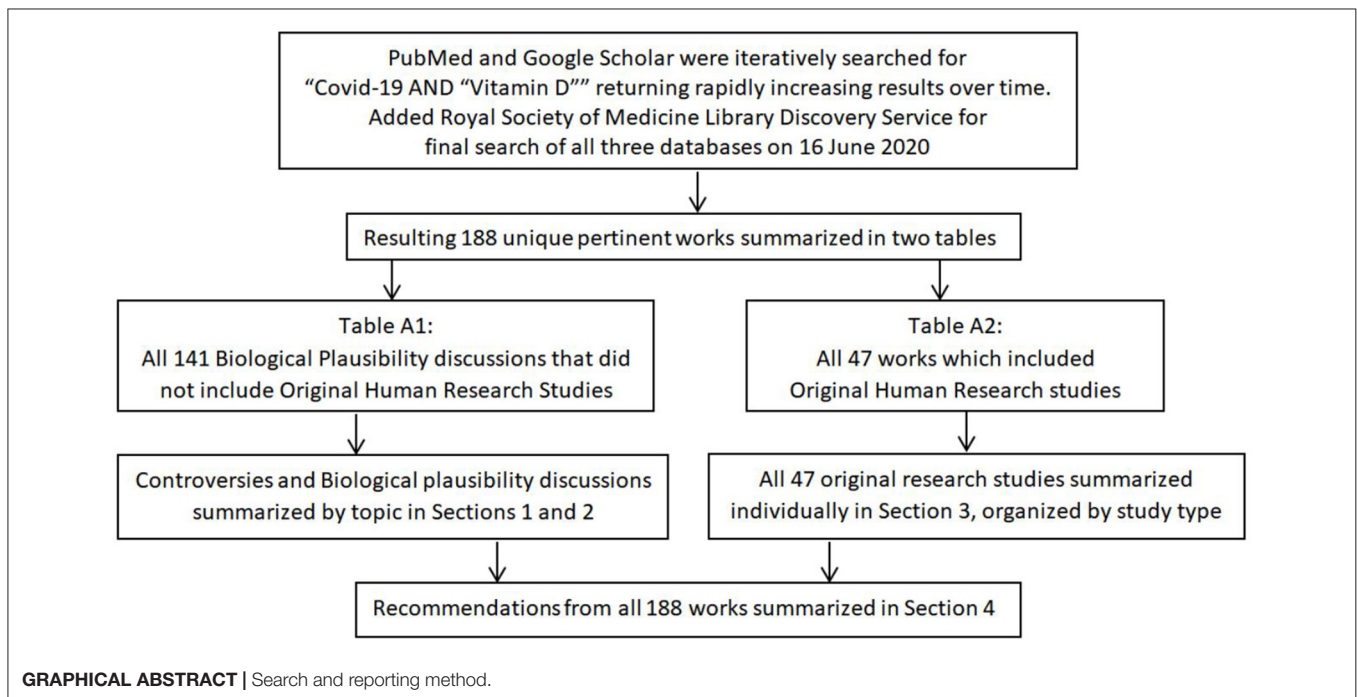 PubMed and Google Scholar were iteratively searched for
“Covid-19 AND “Vitamin D”” returning rapidly increasing results over time.
Added Royal Society of Medicine Library Discovery Service for
final search of all three databases on 16 June 2020
Resulting 188 unique pertinent works summarized in two tables
Table A1:
All 141 Biological Plausibility discussions that did
not include Original Human Research Studies
Table A2:
All 47 works which included
Original Human Research studies
Controversies and Biological plausibility discussions
summarized by topic in Sections 1 and 2
All 47 original research studies summarized
individually in Section 3, organized by study type
Recommendations from all 188 works summarized in Section 4
GRAPHICAL ABSTRACT | Search and reporting method.